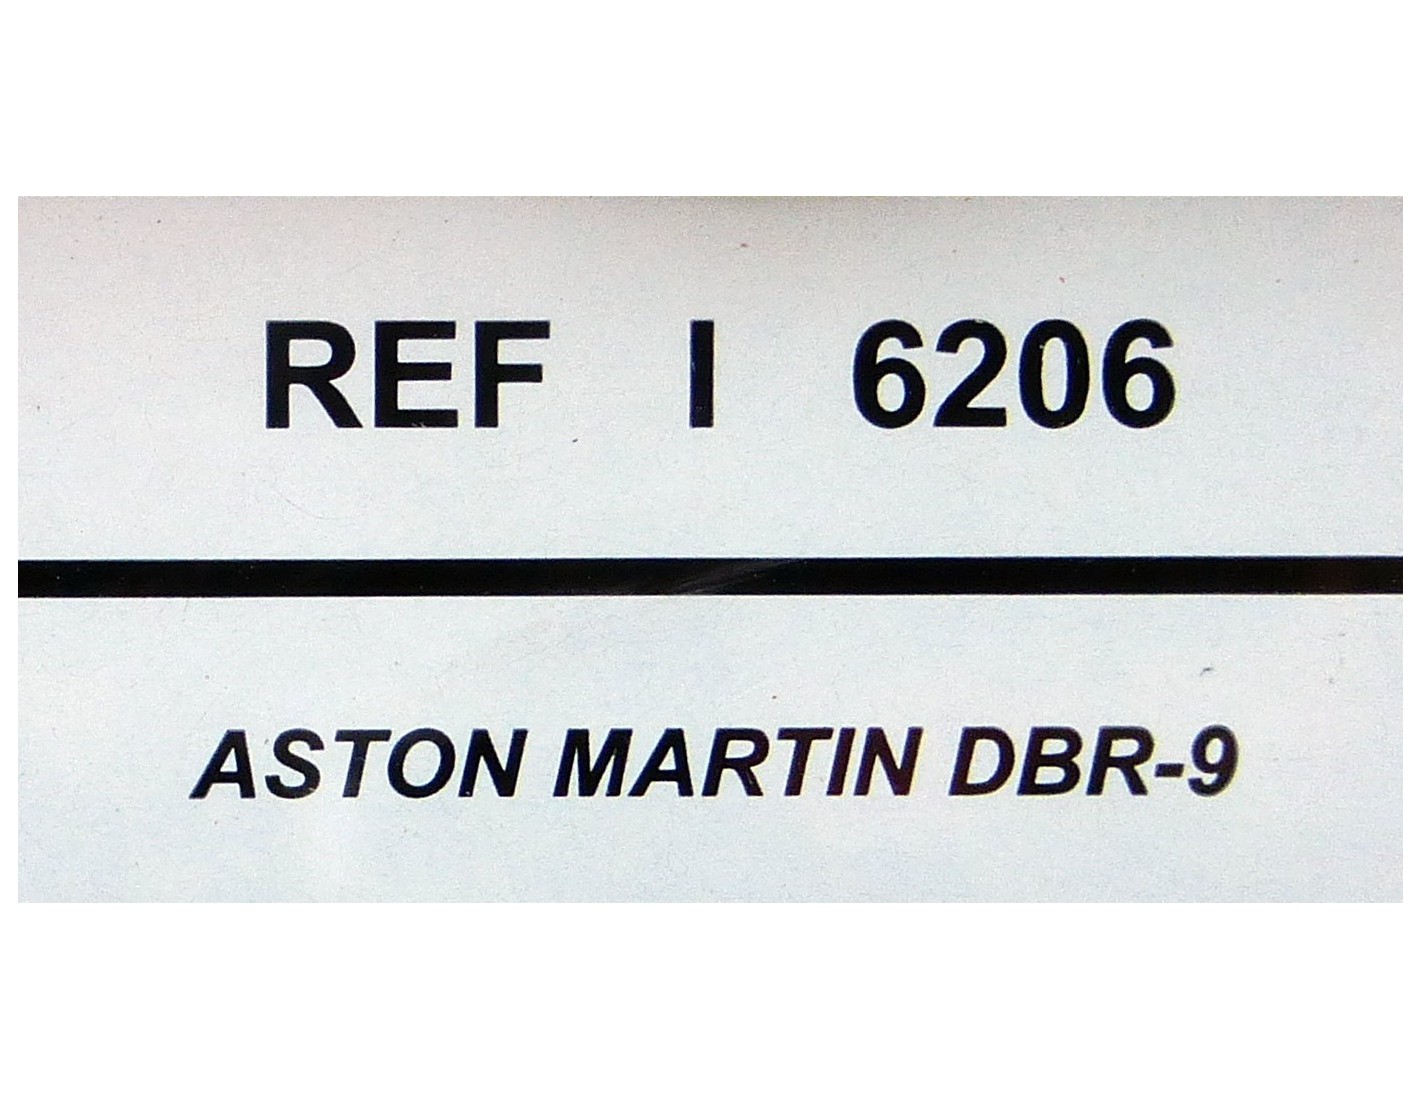 REF I 6206
ASTON MARTIN DBR-9